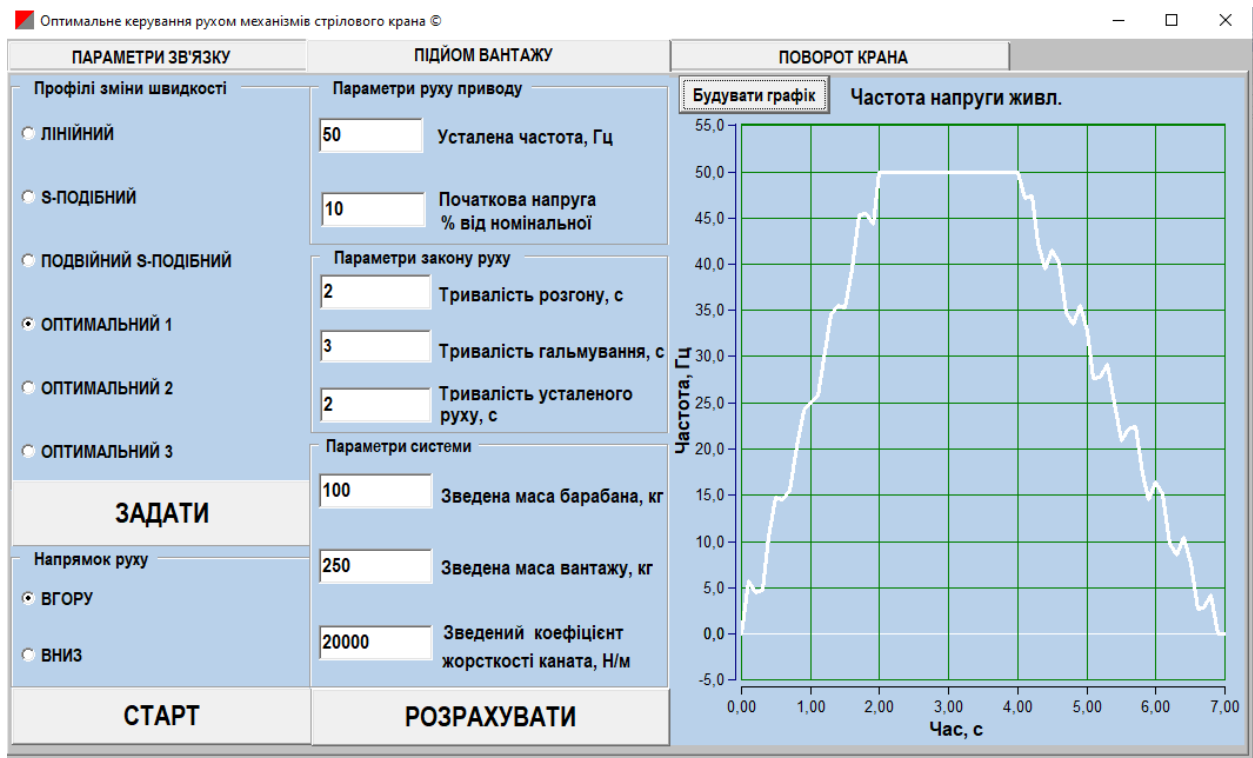 Оптимальне керування рухом механізмів стрілового крана ©
ПАРАМЕТРИ ЗВ'ЯЗКУ
ПІДЙОМ ВАНТАЖУ
ПОВОРОТ КРАНА
Профілі зміни швидкості
ЛІНІЙНИЙ
S-ПОДІБНИЙ
ПОДВІЙНИЙ S-ПОДІБНИЙ
ОПТИМАЛЬНИЙ 1
ОПТИМАЛЬНИЙ 2
ОПТИМАЛЬНИЙ 3
ЗАДАТИ
Напрямок руху
ВГОРУ
ВНИЗ
СТАРТ
Параметри руху приводу
50 Усталена частота, Гц
10 Початкова напруга
% від номінальної
Параметри закону руху
2 Тривалість розгону, с
3 Тривалість гальмування, с
2 Тривалість усталеного
руху, с
Параметри системи
100 Зведена маса барабана, кг
250 Зведена маса вантажу, кг
20000 Зведений коефіцієнт
жорсткості каната, Н/м
РОЗРАХУВАТИ
Будувати графік
Частота напруги живл.
Частота, Гц
55,0
50,0
45,0
40,0
35,0
30,0
25,0
20,0
15,0
10,0
5,0
0,0
-5,0
0,00 1,00 2,00 3,00 4,00 5,00 6,00 7,00
Час, с